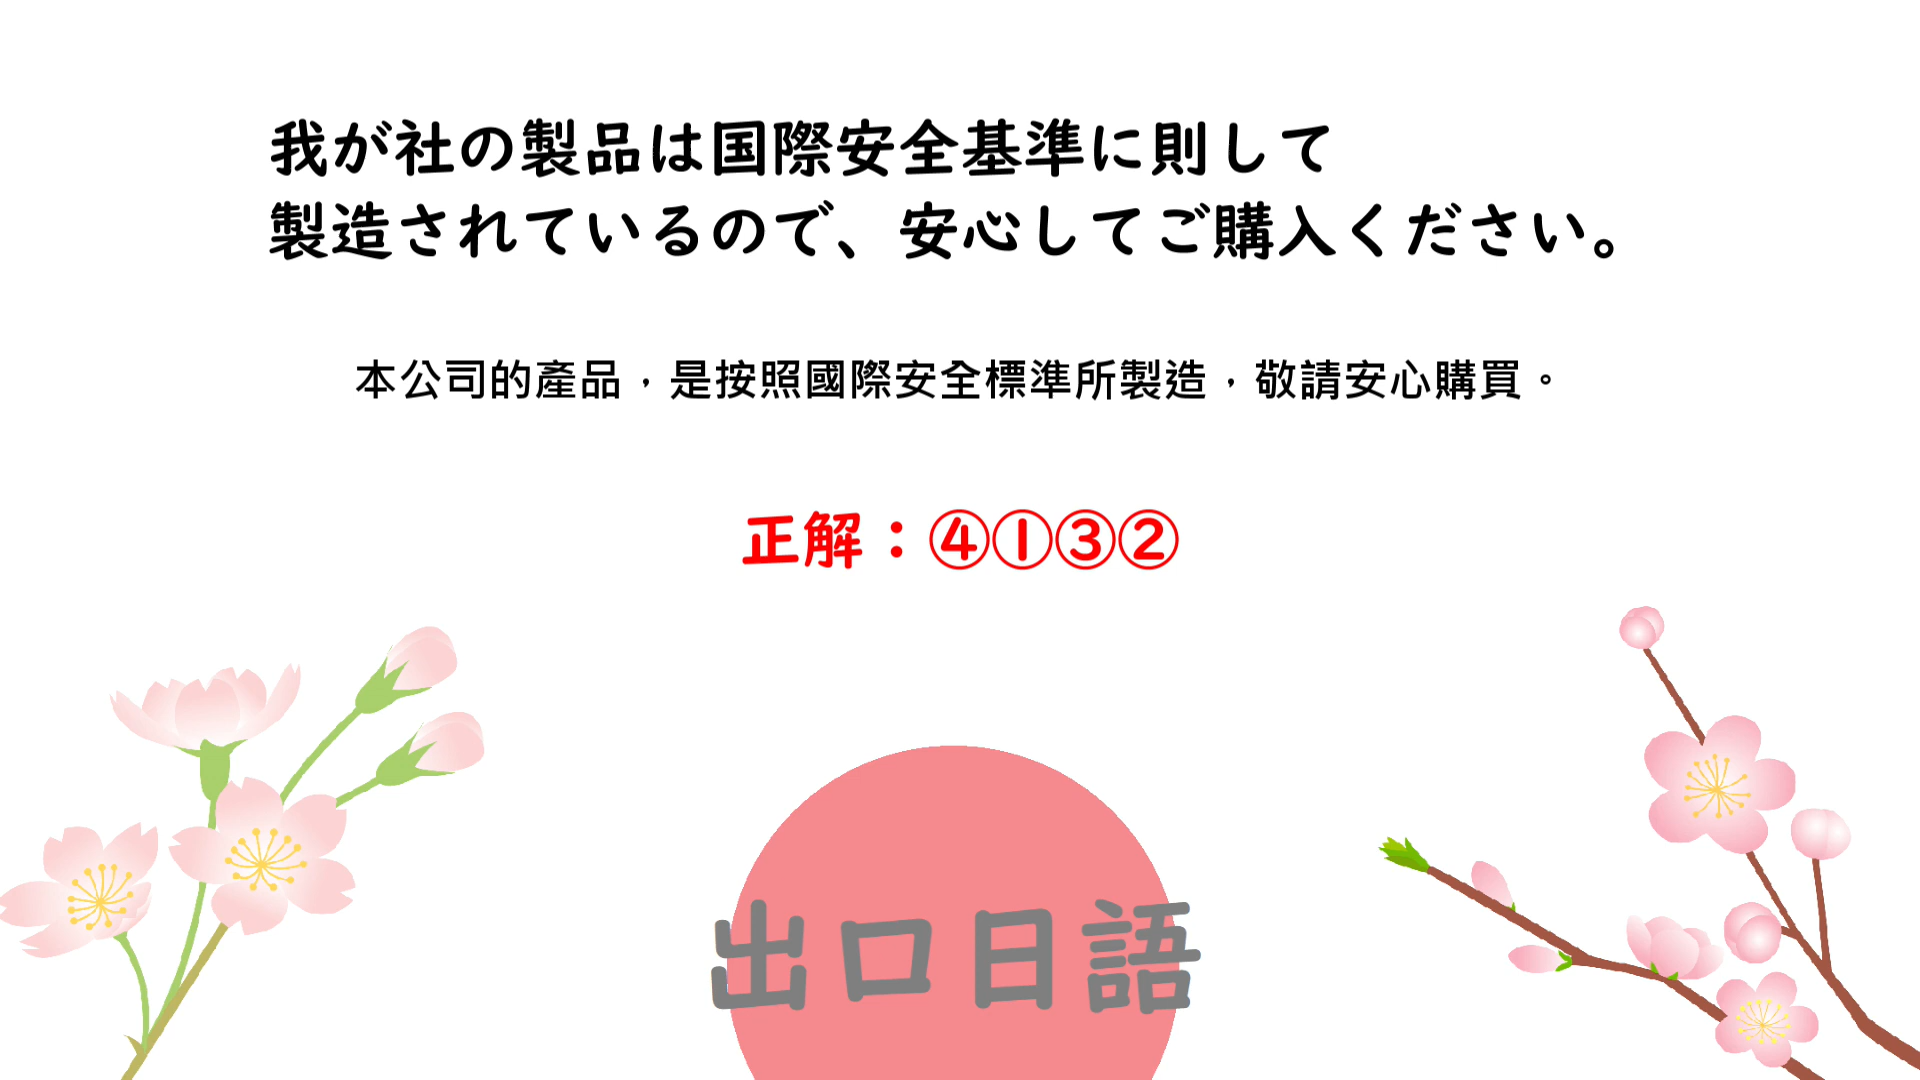 我が社の製品は国際安全基準に則して
製造されているので、安心してご購入ください。
本公司的產品，是按照國際安全標準所製造，敬請安心購買。
正解：④①③②
出口日語